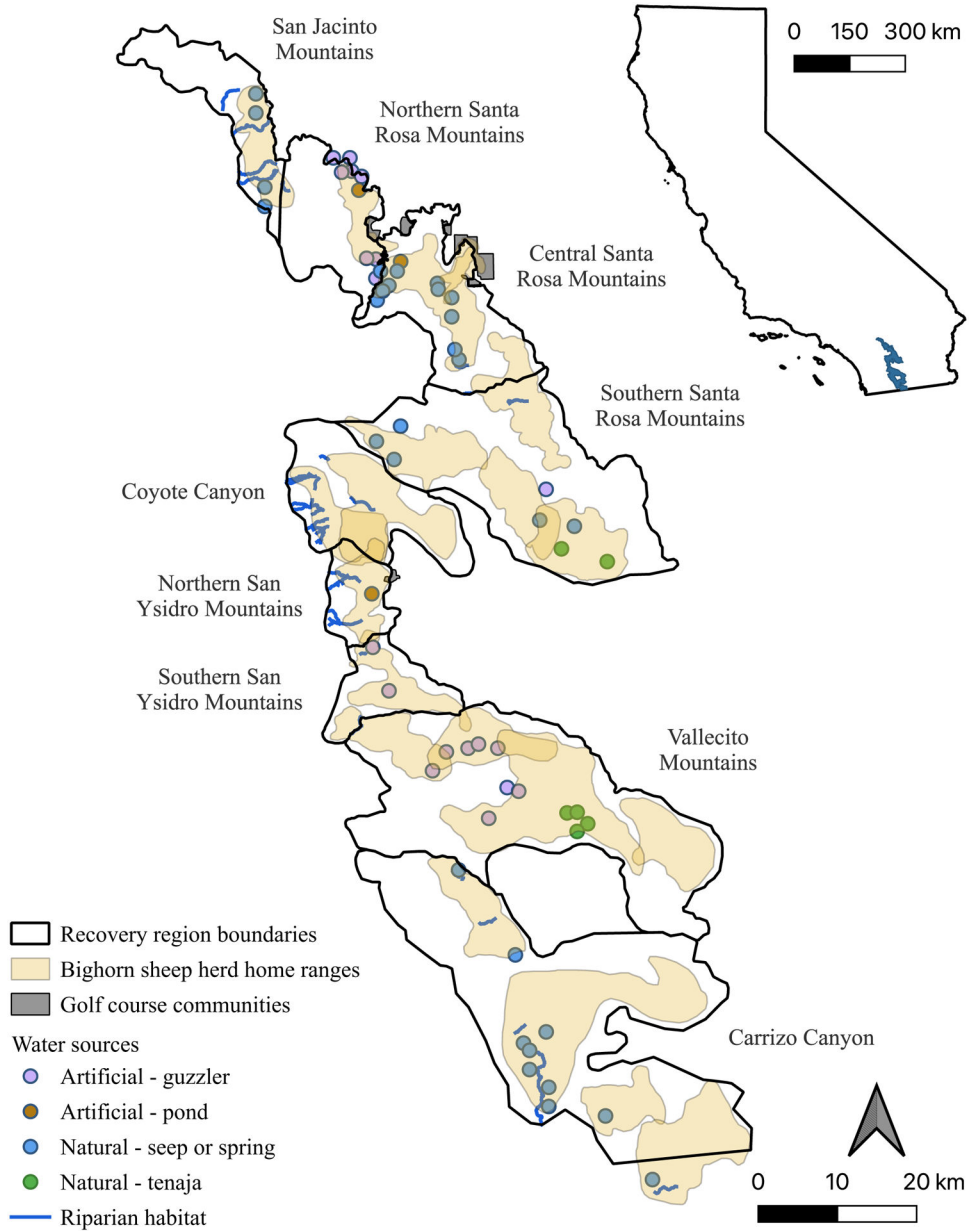 San Jacinto
Mountains
0 150 300 km
Northern Santa
Rosa Mountains
Central Santa
Rosa Mountains
Southern Santa
Rosa Mountains
Coyote Canyon
Northern San
Ysidro Mountains
Southern San
Ysidro Mountains
Vallecito
Mountains
Carrizo Canyon
Recovery region boundaries
Bighorn sheep herd home ranges
Golf course communities
Water sources
Artificial - guzzler
Artificial - pond
Natural - seep or spring
Natural - tenaja
Riparian habitat
0 10 20 km